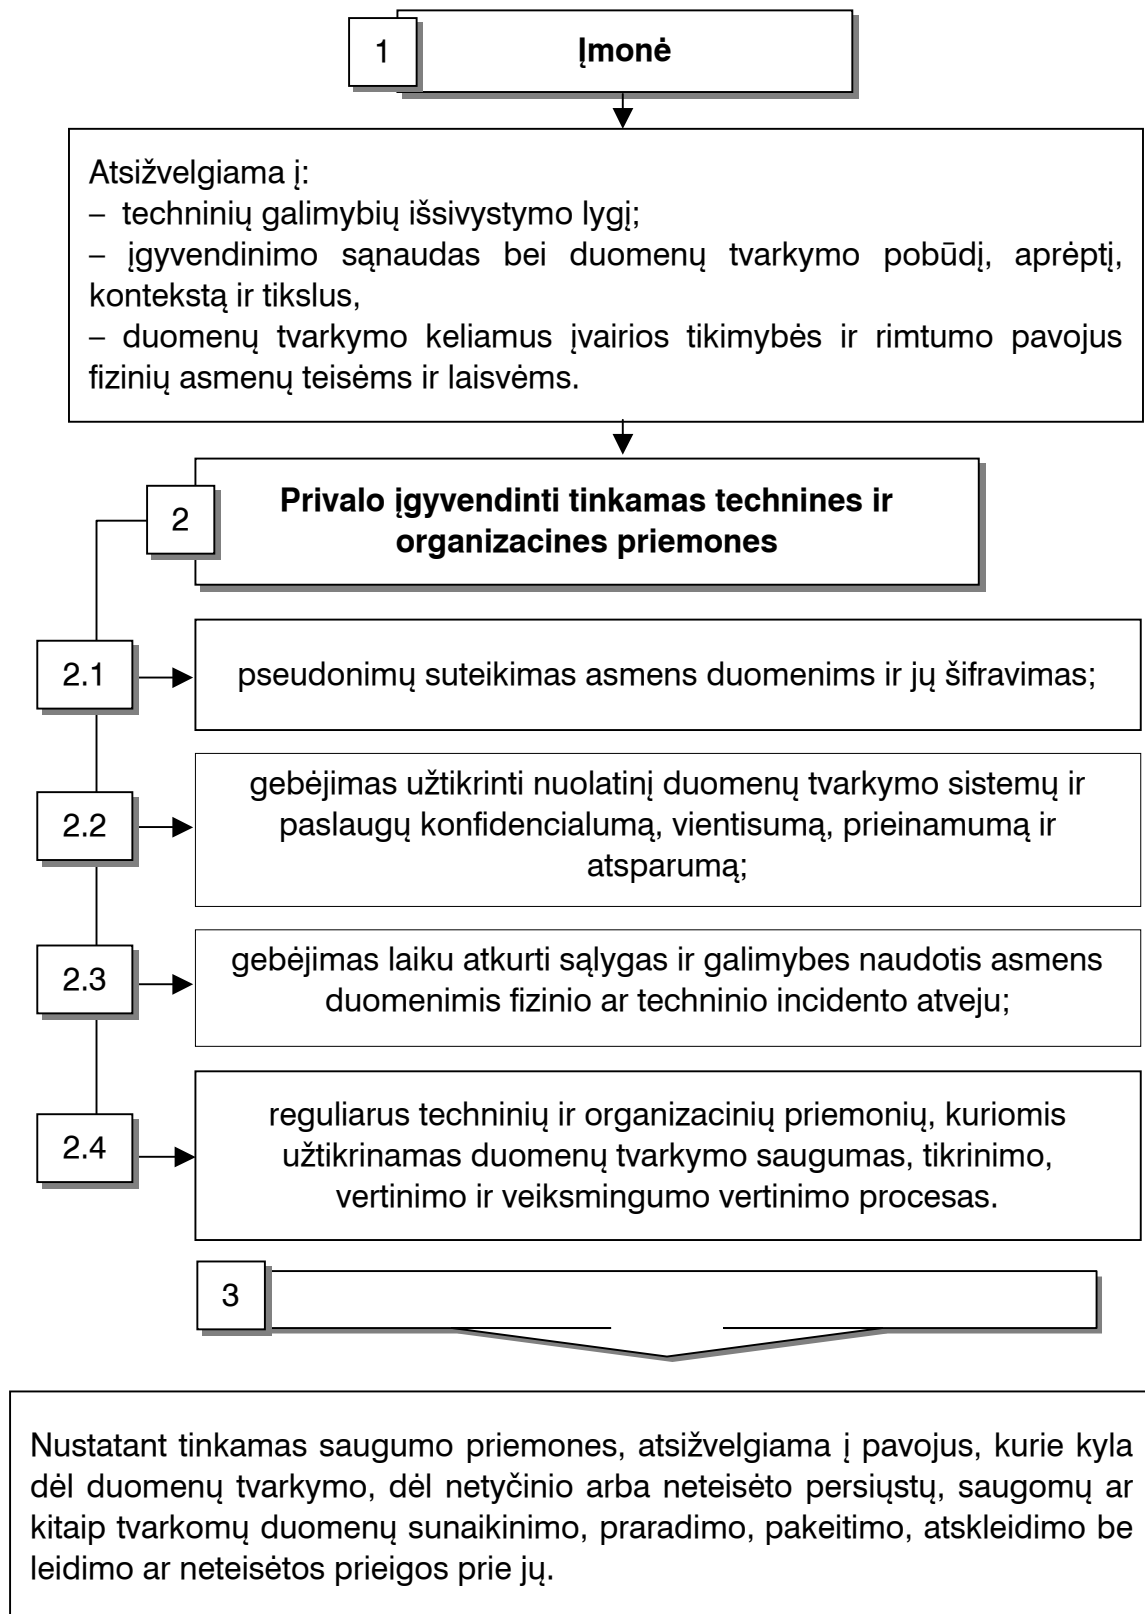 1
Įmonė
Atsižvelgiama į:
– techninių galimybių išsivystymo lygį;
– įgyvendinimo sąnaudas bei duomenų tvarkymo pobūdį, aprėptį,
kontekstą ir tikslus,
– duomenų tvarkymo keliamus įvairios tikimybės ir rimtumo pavojus
fizinių asmenų teisėms ir laisvėms.
2
Privalo įgyvendinti tinkamas technines ir
organizacines priemones
2.1
pseudonimų suteikimas asmens duomenims ir jų šifravimas;
2.2
gebėjimas užtikrinti nuolatinį duomenų tvarkymo sistemų ir
paslaugų konfidencialumą, vientisumą, prieinamumą ir
atsparumą;
2.3
gebėjimas laiku atkurti sąlygas ir galimybes naudotis asmens
duomenimis fizinio ar techninio incidento atveju;
2.4
reguliarus techninių ir organizacinių priemonių, kuriomis
užtikrinamas duomenų tvarkymo saugumas, tikrinimo,
vertinimo ir veiksmingumo vertinimo procesas.
3
Nustatant tinkamas saugumo priemones, atsižvelgiama į pavojus, kurie kyla
dėl duomenų tvarkymo, dėl netyčinio arba neteisėto persiųstų, saugomų ar
kitaip tvarkomų duomenų sunaikinimo, praradimo, pakeitimo, atskleidimo be
leidimo ar neteisėtos prieigos prie jų.